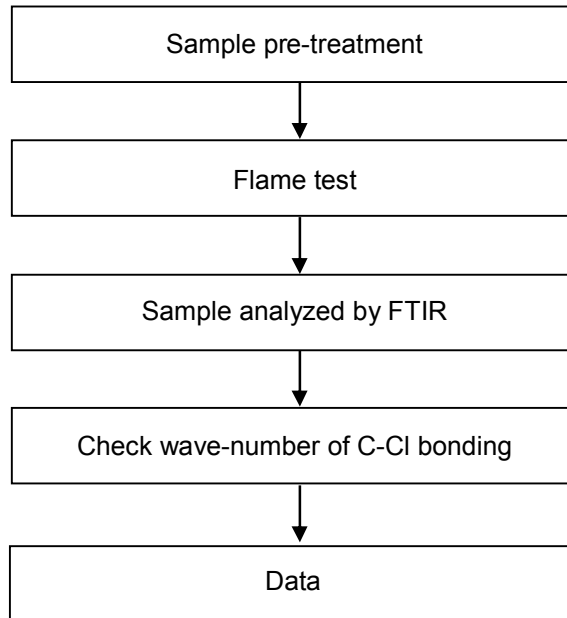 Sample pre-treatment
Flame test
Sample analyzed by FTIR
Check wave-number of C-Cl bonding
Data